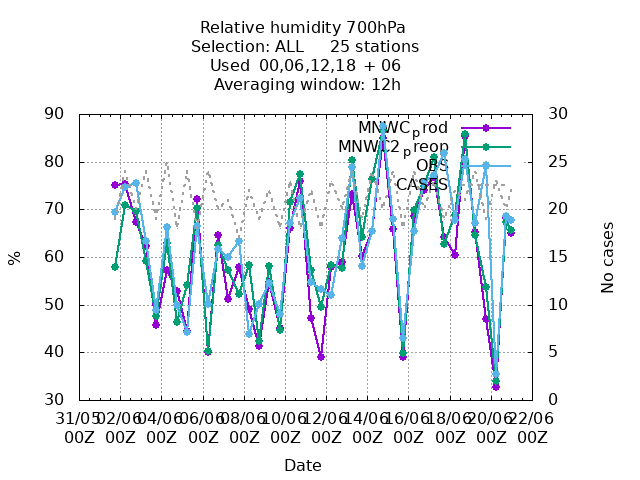 Relative humidity 700hPa
Selection: ALL 25 stations
Used 00,06,12,18 + 06
Averaging window: 12h
MNWC_prod
MNWC2_preop
OBS
CASES
90
80
70
60
50
40
30
%
30
25
20
15
10
5
0
No cases
31/05 02/06 04/06 06/06 08/06 10/06 12/06 14/06 16/06 18/06 20/06 22/06
00Z 00Z 00Z 00Z 00Z 00Z 00Z 00Z 00Z 00Z 00Z 00Z
Date